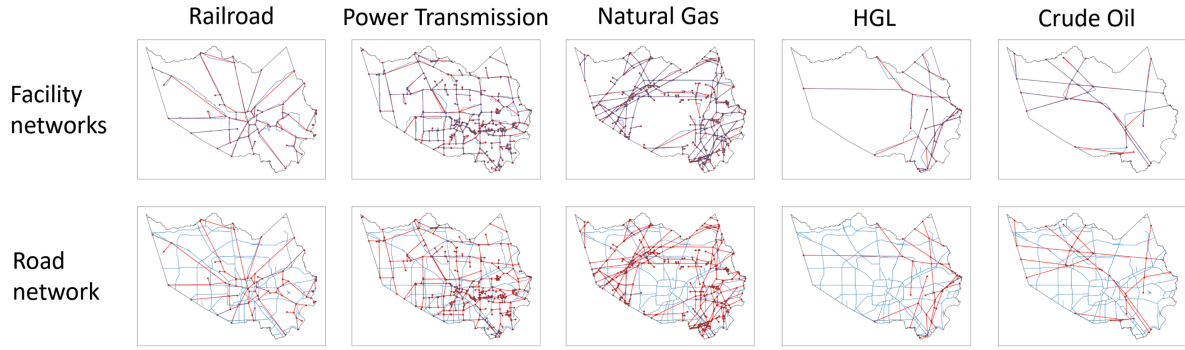 Railroad
Power Transmission
Natural Gas
HGL
Crude Oil
Facility
networks
Road
network